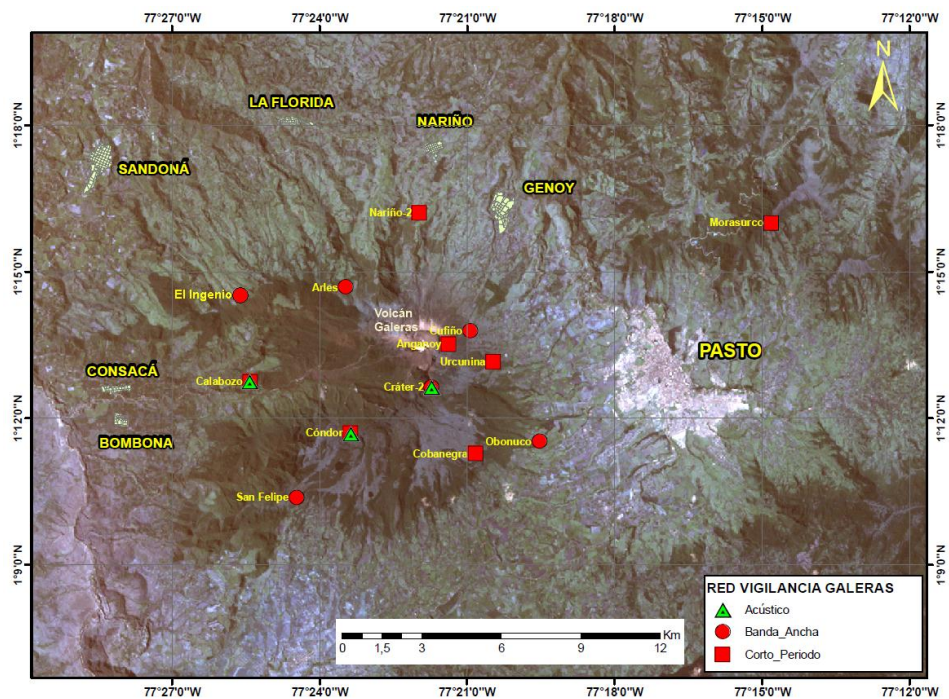 77°27'0"W 77°24'0"W 77°21'0"W 77°18'0"W 77°15'0"W 77°12'0"W
N
LA FLORIDA
NARIÑO
1°18'0"N 1°18'0"N
SANDONÁ
GENOY
Nariño-2
Morasurco
1°15'0"N 1°15'0"N
Arles
El Ingenio
Volcán
Galeras
Cufiño
Angahoy
PASTO
Urcunina
CONSACÁ
Calabozo
Cráter-2
1°12'0"N 1°12'0"N
Cóndor
BOMBONA
Obonuco
Cobanegra
San Felipe
1°9'0"N 1°9'0"N
RED VIGILANCIA GALERAS
Acústico
Banda_Ancha
Corto_Periodo
Km
0 1,5 3 6 9 12
77°27'0"W 77°24'0"W 77°21'0"W 77°18'0"W 77°15'0"W 77°12'0"W